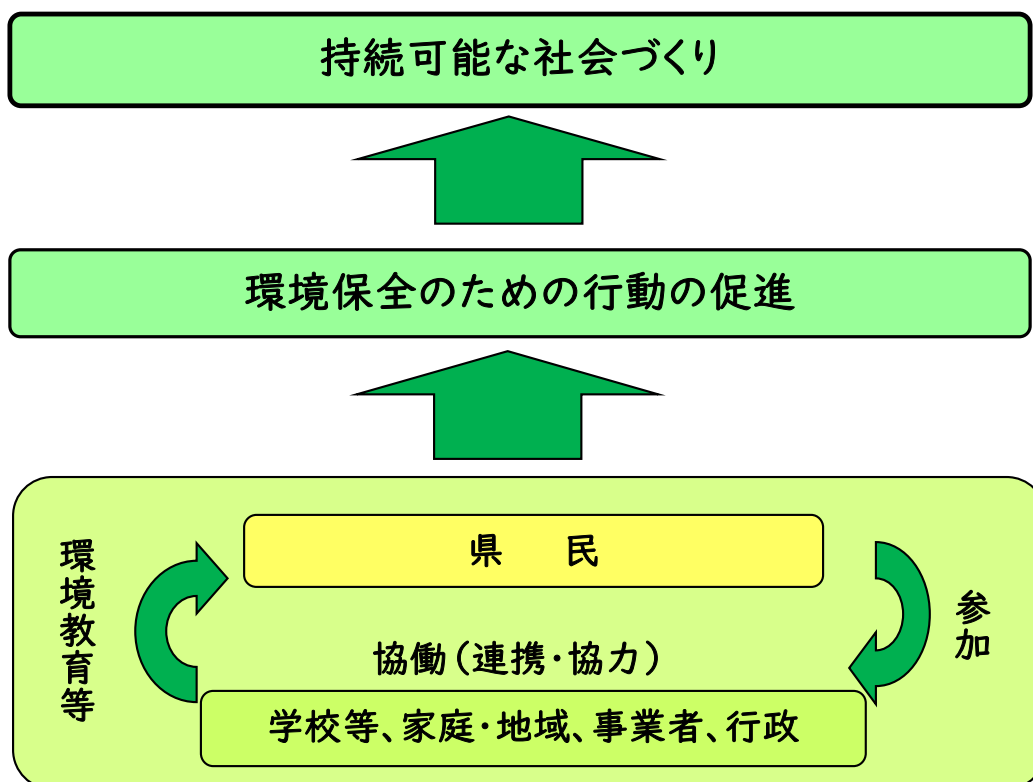 持続可能な社会づくり
環境保全のための行動の促進
県　民
環境教育等
参加
協働（連携・協力）
学校等、家庭・地域、事業者、行政